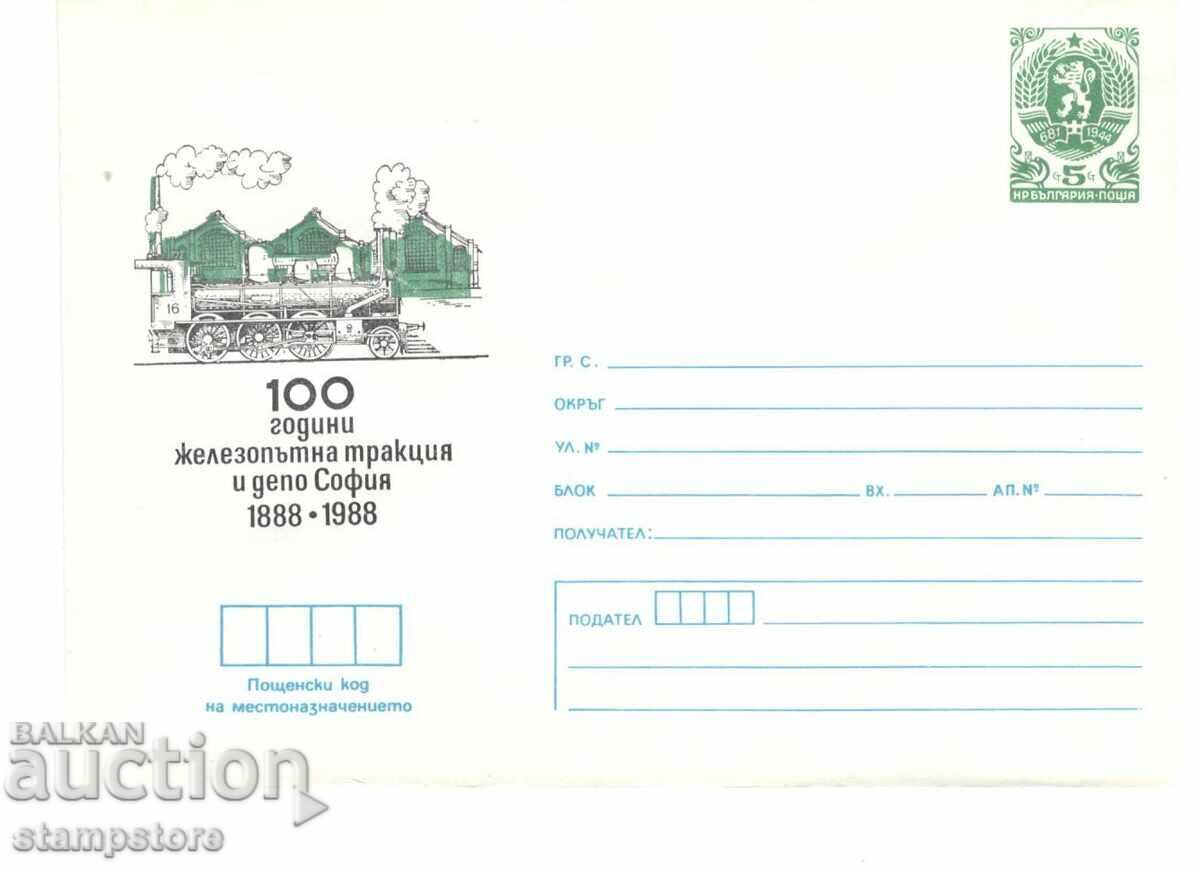 681 1944
5
НР БЪЛГАРИЯ·ПОЩА
16
100
години
железопътна тракция
и депо София
1888 • 1988
ГР. С.
ОКРЪГ
УЛ. №
БЛОК ВХ. АП. №
ПОЛУЧАТЕЛ:
ПОДАТЕЛ
Пощенски код
на местоназначението
BALKAN
auction
stampstore